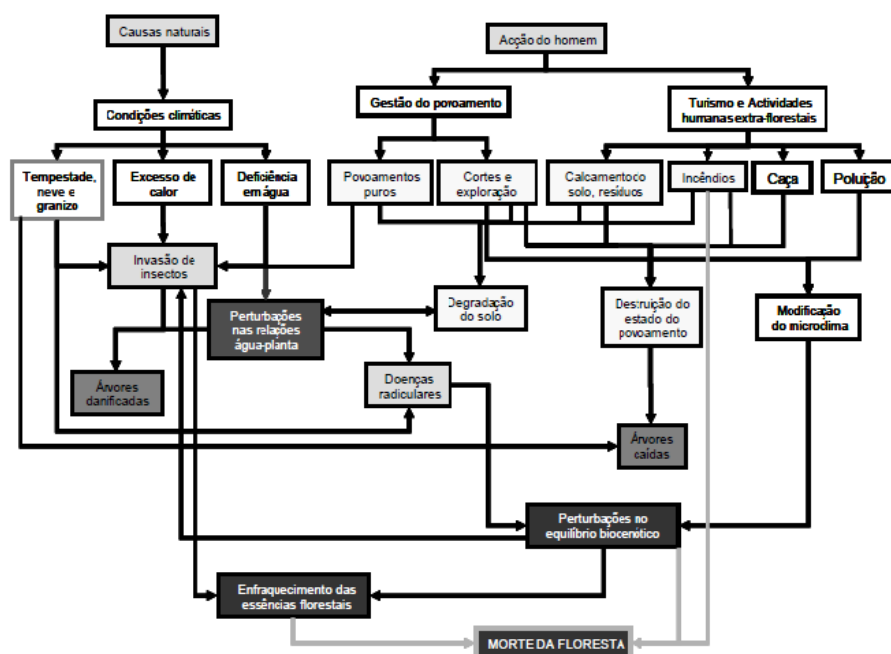 Causas naturais
Acção do homem
Condições climáticas
Gestão do povoamento
Turismo e Actividades
humanas extra-florestais
Tempestade,
neve e
granizo
Excesso de
calor
Deficiência
em água
Povoamentos
puros
Cortes e
exploração
Calcamentoco
solo, resíduos
Incêndios
Caça
Poluição
Invasão de
insectos
Perturbações
nas relações
água-planta
Degradação
do solo
Destruição do
estado do
povoamento
Modificação
do microclima
Árvores
danificadas
Doenças
radiculares
Árvores
caídas
Perturbações no
equilíbrio biocenótico
Enfraquecimento das
essências florestais
MORTE DA FLORESTA